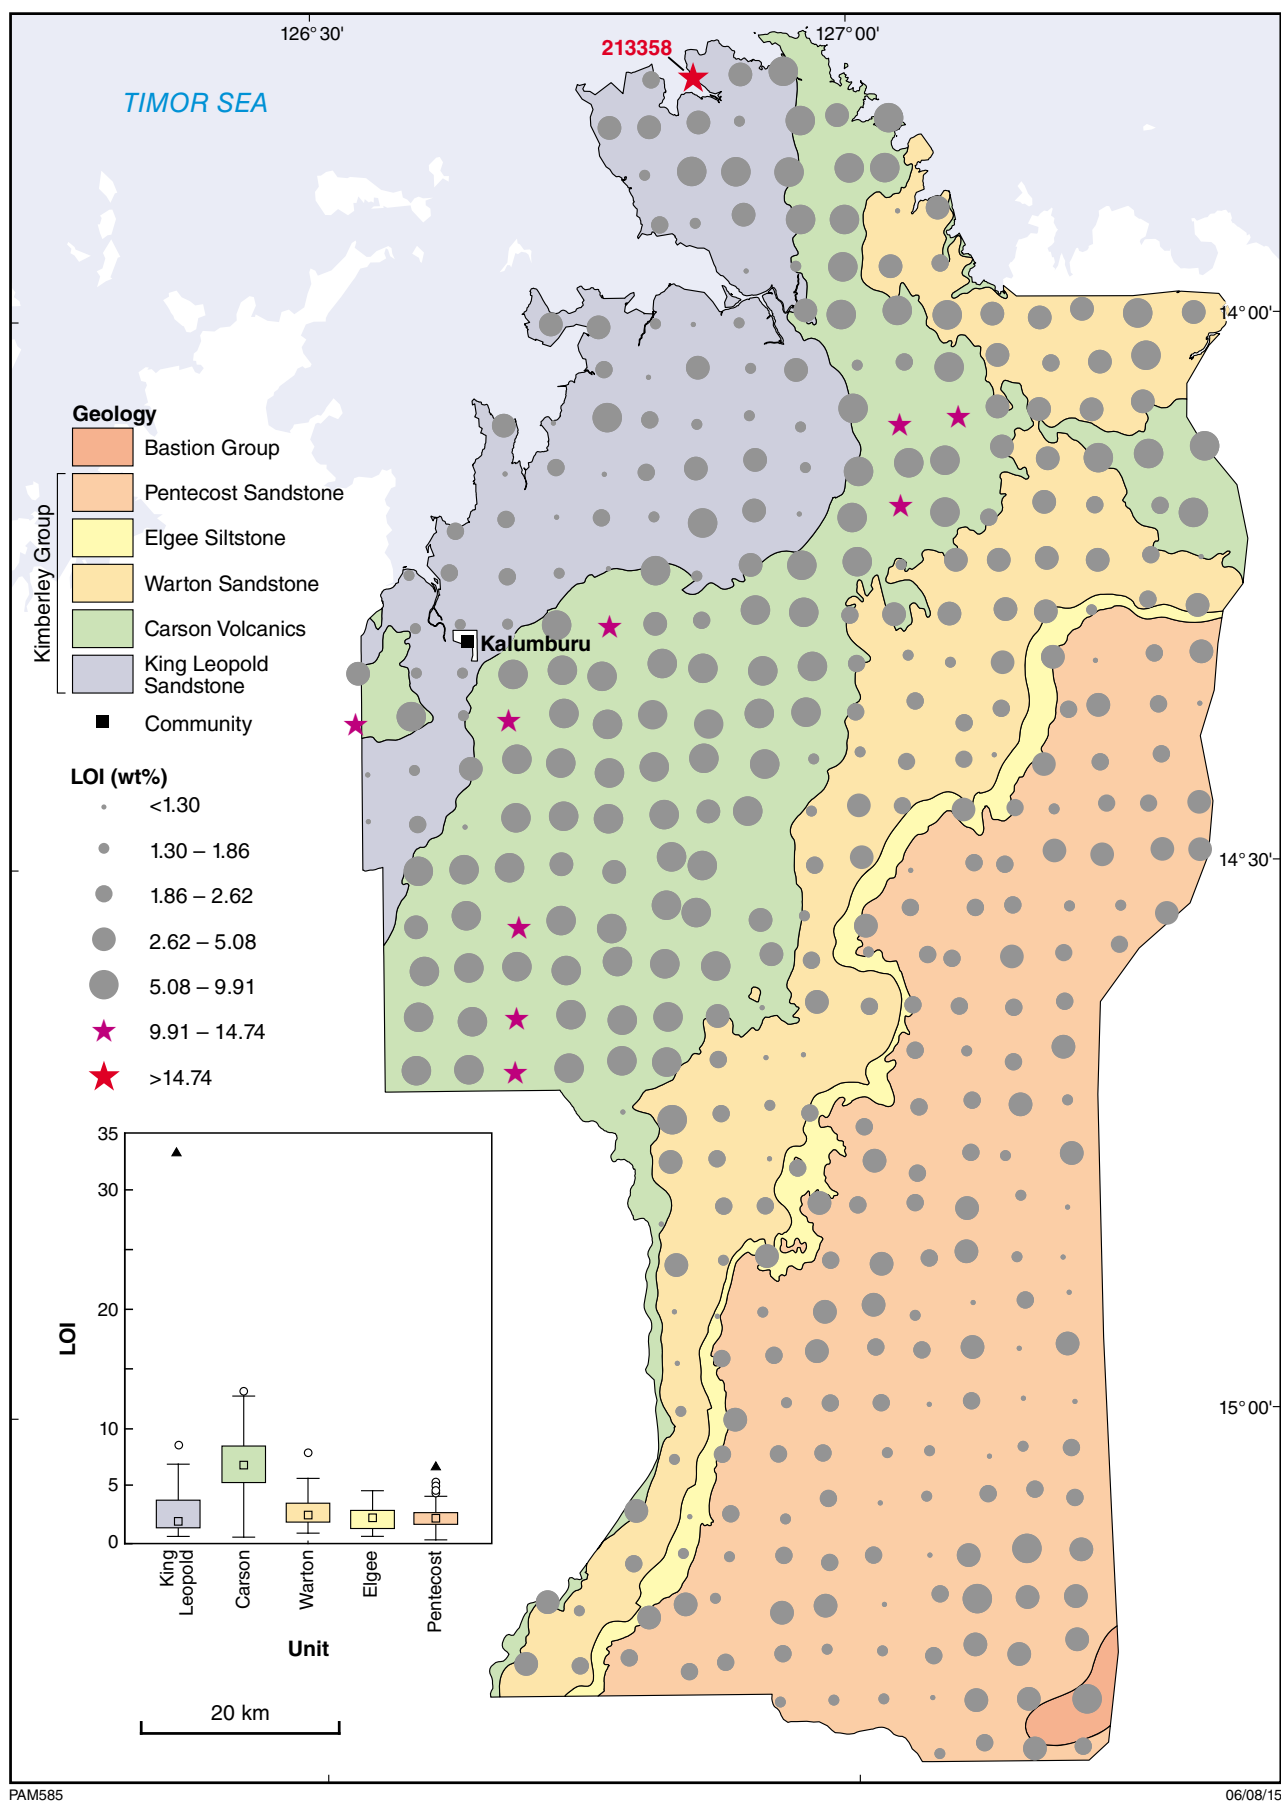 126°30'
127°00'
213358
TIMOR SEA
14°00'
Geology
Bastion Group
Kimberley Group
Pentecost Sandstone
Elgee Siltstone
Warton Sandstone
Carson Volcanics
King Leopold
Sandstone
Community
Kalumburu
LOI (wt%)
<1.30
1.30 – 1.86
1.86 – 2.62
2.62 – 5.08
5.08 – 9.91
9.91 – 14.74
>14.74
14°30'
15°00'
35
30
20
10
5
0
LOI
King
Leopold
Carson
Warton
Elgee
Pentecost
Unit
20 km
PAM585
06/08/15